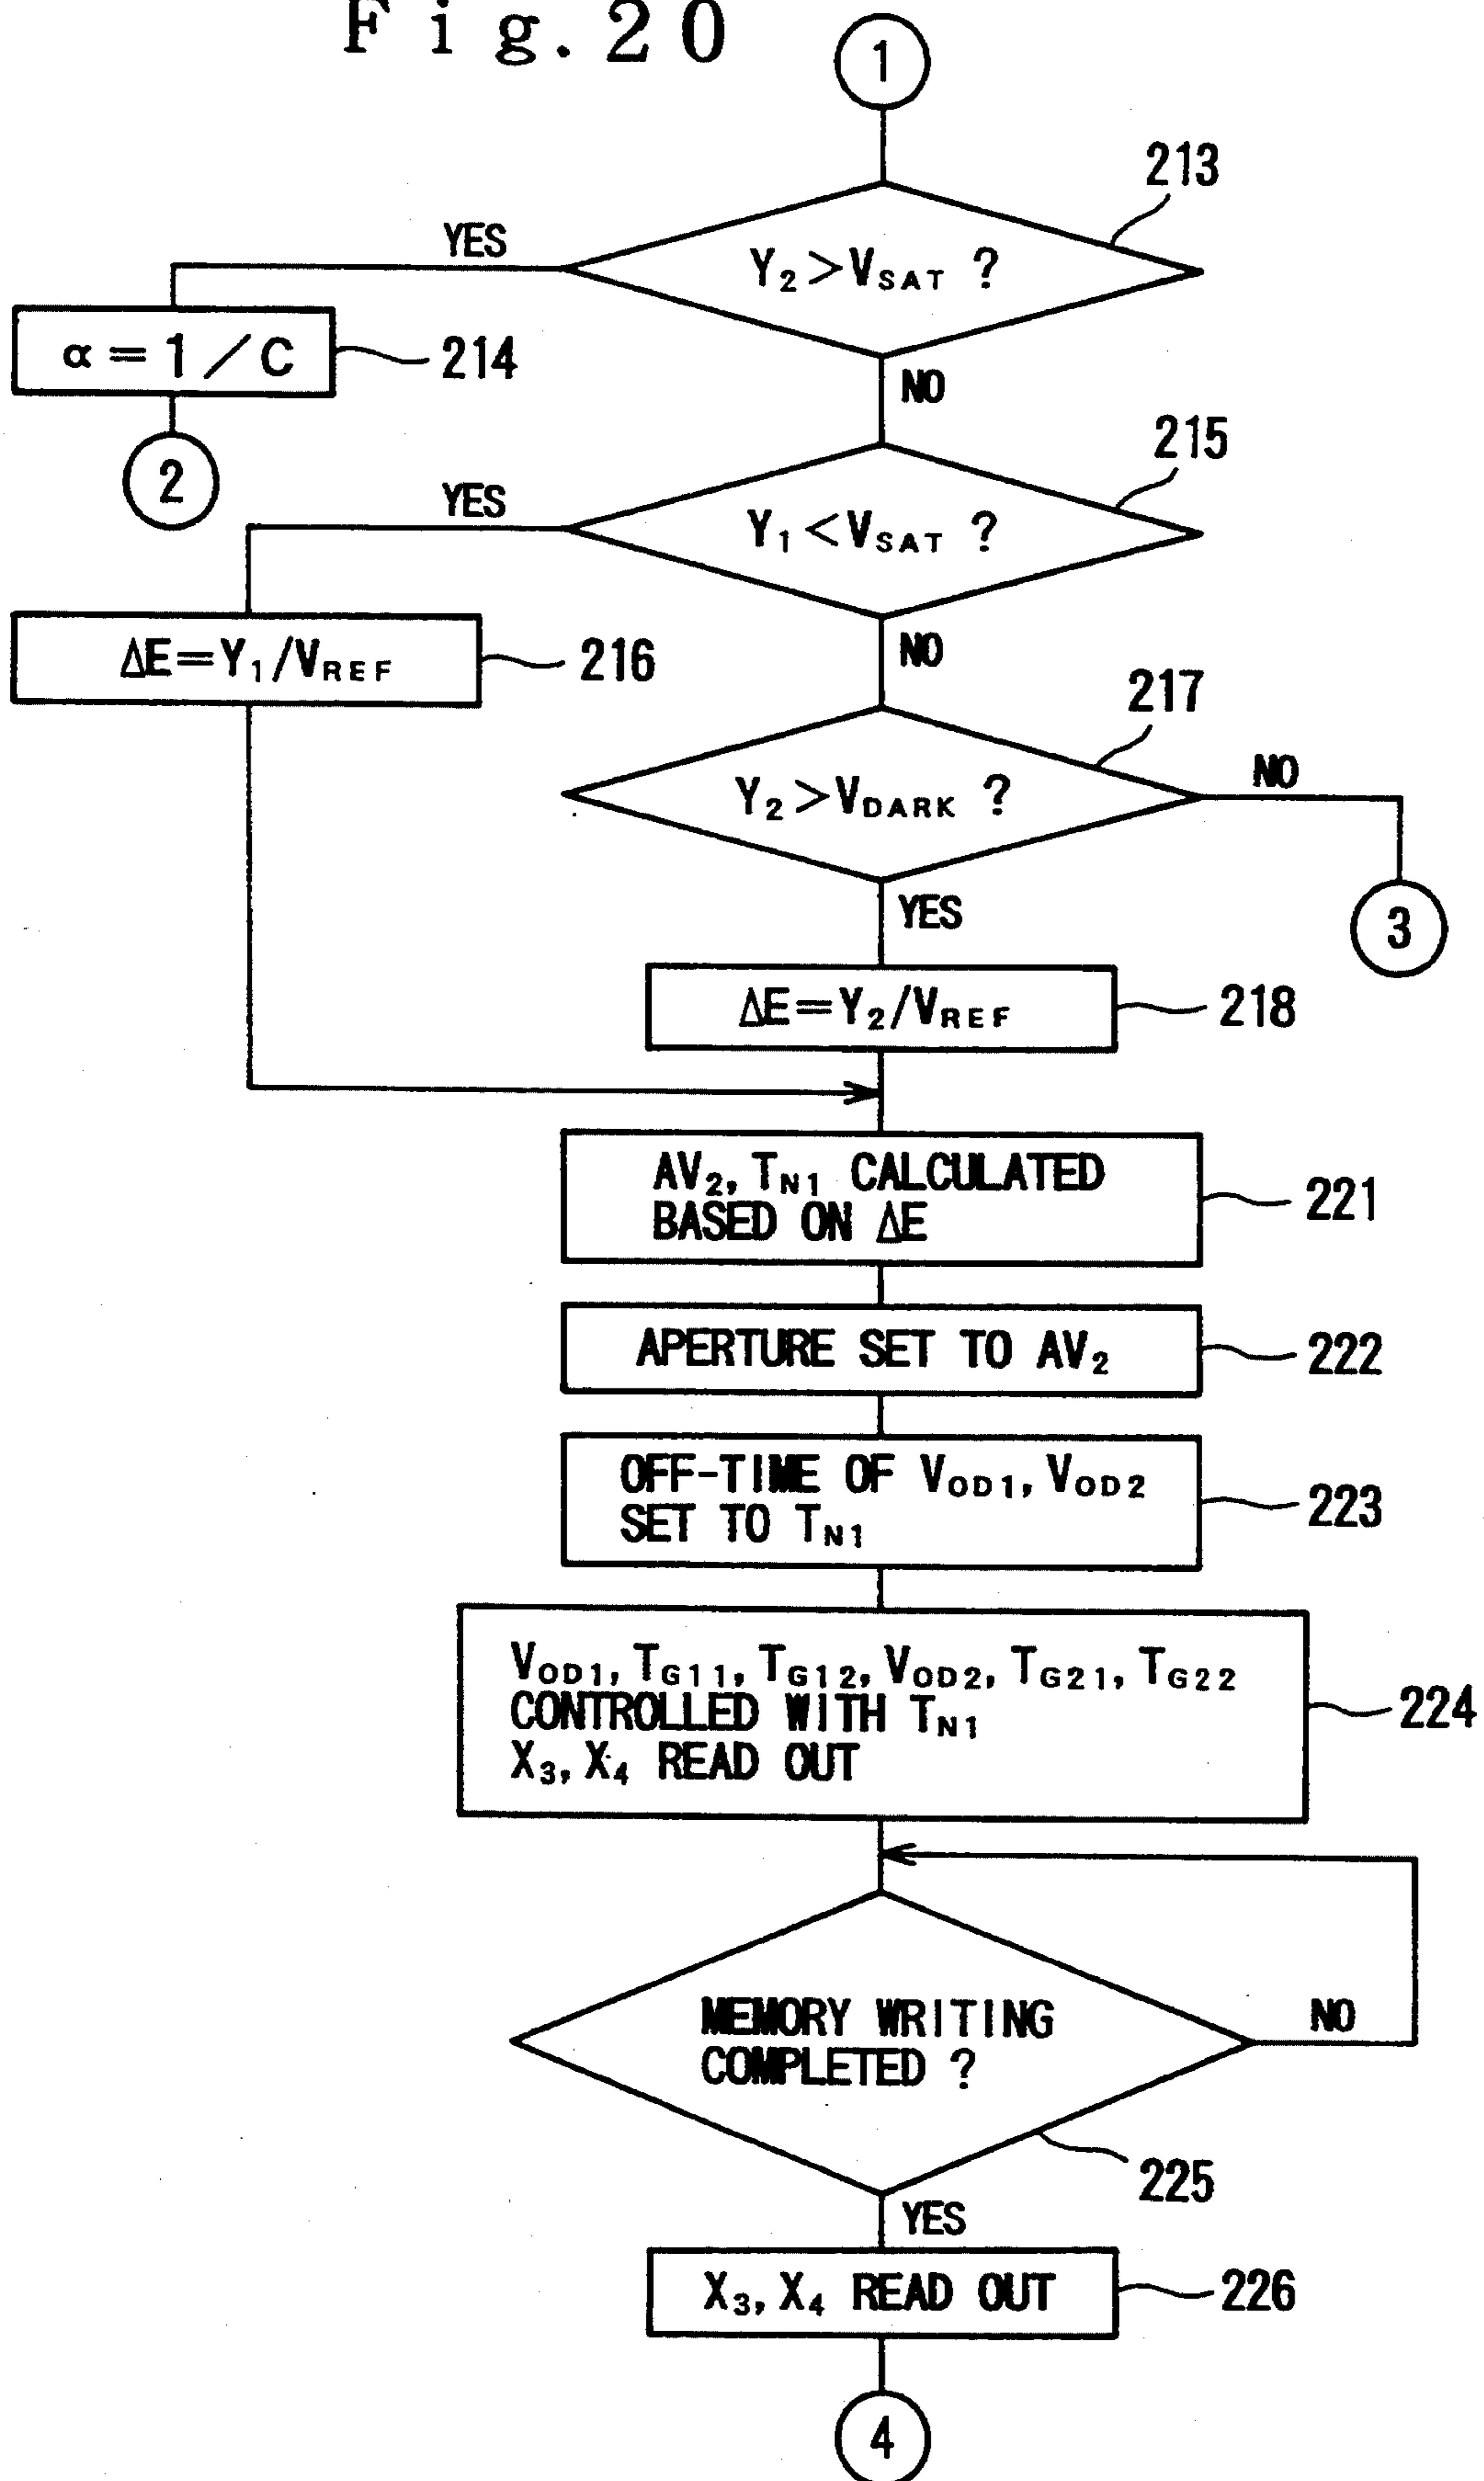 Fig.20
1
213
YES
Y₂>V_SAT ?
α=1/C
214
NO
2
215
YES
Y₁<V_SAT ?
ΔE=Y₁/V_REF
216
NO
217
Y₂>V_DARK ?
NO
YES
3
ΔE=Y₂/V_REF
218
AV₂, T_N1 CALCULATED
BASED ON ΔE
221
APERTURE SET TO AV₂
222
OFF-TIME OF V_OD1, V_OD2
SET TO T_N1
223
V_OD1, T_G11, T_G12, V_OD2, T_G21, T_G22
CONTROLLED WITH T_N1
X₃, X₄ READ OUT
224
MEMORY WRITING
COMPLETED ?
NO
225
YES
X₃, X₄ READ OUT
226
4